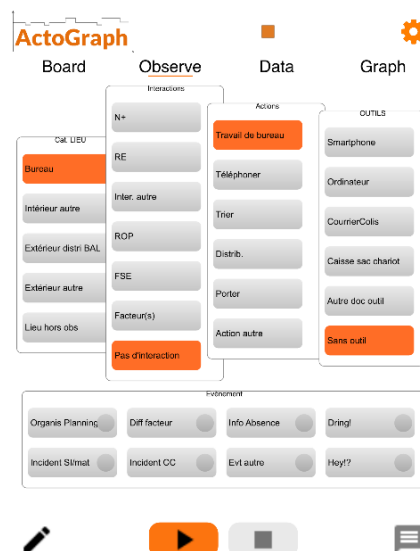 ActoGraph
Board
Observe
Data
Graph
Cat. LIEU
Bureau
Intérieur autre
Extérieur distri BAL
Extérieur autre
Lieu hors obs
Interactions
N+
RE
Inter. autre
ROP
FSE
Facteur(s)
Pas d'interaction
Actions
Travail de bureau
Téléphoner
Trier
Distrib.
Porter
Action autre
OUTILS
Smartphone
Ordinateur
CourrierColis
Caisse sac chariot
Autre doc outil
Sans outil
Evènement
Organis Planning
Diff facteur
Info Absence
Dring!
Incident SI/mat
Incident CC
Evt autre
Hey!?